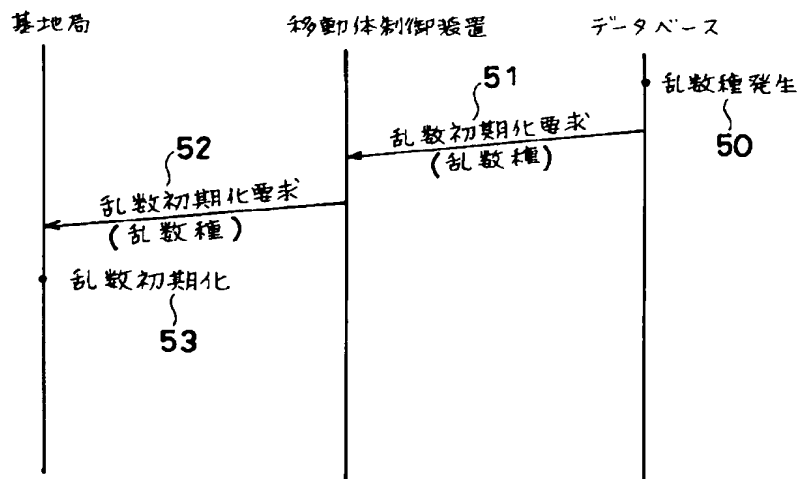 基地局 移動体制御装置 データベース
乱数種発生
50
51
乱数初期化要求
(乱数種)
52
乱数初期化要求
(乱数種)
乱数初期化
53